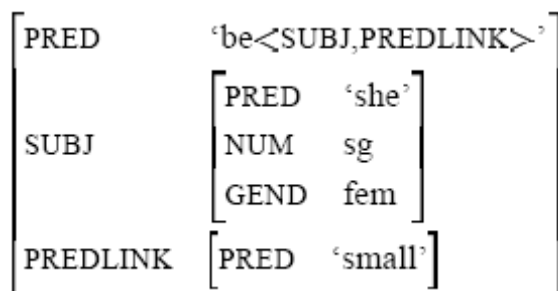 PRED ‘be<SUBJ,PREDLINK>’
PRED ‘she’
SUBJ NUM sg
GEND fem
PREDLINK PRED ‘small’